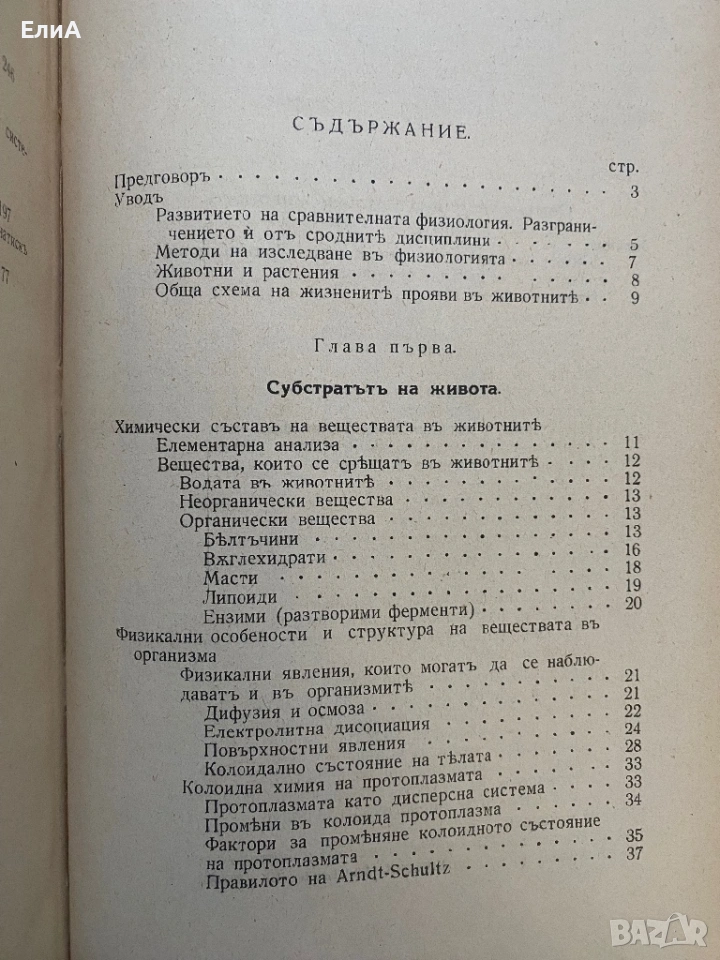 ЕлиА
246
систе-
197
77
СЪДЪРЖАНИЕ.
стр.
Предговоръ 3
Уводъ
Развитието на сравнителната физиология. Разграни-
чението ѝ отъ сроднитѣ дисциплини 5
Методи на изследване въ физиологията 7
Животни и растения 8
Обща схема на жизненитѣ прояви въ животнитѣ 9
Глава първа.
Субстратътъ на живота.
Химически съставъ на веществата въ животнитѣ
Елементарна анализа 11
Вещества, които се срѣщатъ въ животнитѣ 12
Водата въ животнитѣ 12
Неорганически вещества 13
Органически вещества 13
Бѣлтъчини 13
Вѫглехидрати 16
Масти 18
Липоиди 19
Ензими (разтворими ферменти) 20
Физикални особености и структура на веществата въ
организма
Физикални явления, които могатъ да се наблю-
даватъ и въ организмитѣ 21
Дифузия и осмоза 21
Електролитна дисоциация 22
Повърхностни явления 24
Колоидално състояние на тѣлата 28
Колоидна химия на протоплазмата 33
Протоплазмата като дисперсна система 33
Промѣни въ колоида протоплазма 34
Фактори за промѣняне колоидното състояние
на протоплазмата 35
Правилото на Arndt-Schultz 37
BAZAR